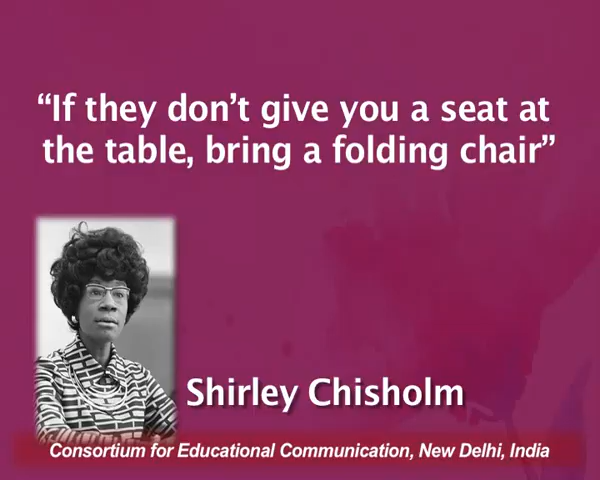 “If they don’t give you a seat at
the table, bring a folding chair”
Shirley Chisholm
Consortium for Educational Communication, New Delhi, India